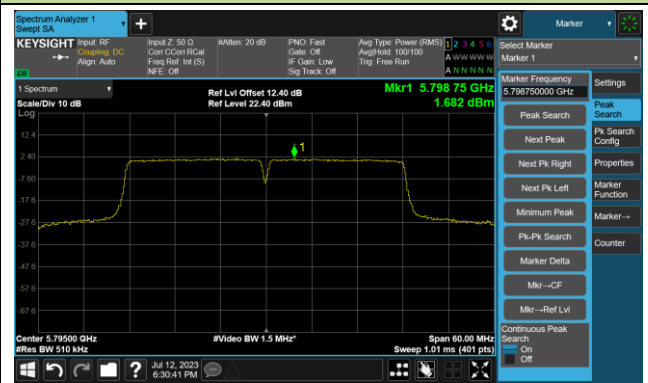 Spectrum Analyzer 1
Swept SA
+
Marker
KEYSIGHT
Input: RF
Coupling: DC
Align: Auto
Input Z: 50 Ω
Corr CCorr RCal
Freq Ref: Int (S)
NFE: Off
#Atten: 20 dB
PNO: Fast
Gate: Off
IF Gain: Low
Sig Track: Off
Avg Type: Power (RMS)
Avg|Hold: 100/100
Trig: Free Run
1 2 3 4 5 6
A W W W W W
A N N N N N
Select Marker
Marker 1
1 Spectrum
Scale/Div 10 dB
Log
Ref Lvl Offset 12.40 dB
Ref Level 22.40 dBm
Mkr1 5.798 75 GHz
1.682 dBm
12.4
2.40
-7.60
-17.6
-27.6
-37.6
-47.6
-57.6
-67.6
1
Center 5.79500 GHz
#Res BW 510 kHz
#Video BW 1.5 MHz*
Span 60.00 MHz
Sweep 1.01 ms (401 pts)
Marker Frequency
5.798750000 GHz
Peak Search
Next Peak
Next Pk Right
Next Pk Left
Minimum Peak
Pk-Pk Search
Marker Delta
Mkr→CF
Mkr→Ref Lvl
Continuous Peak
Search
On
Off
Settings
Peak
Search
Pk Search
Config
Properties
Marker
Function
Marker→
Counter
?
Jul 12, 2023
6:30:41 PM